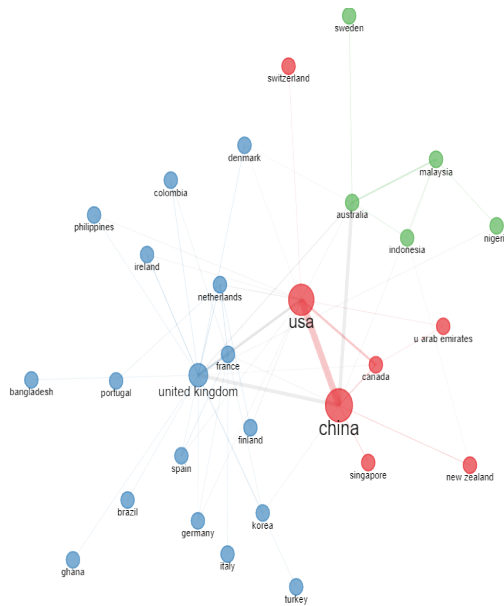 sweden
switzerland
denmark
malaysia
colombia
philippines
australia
nigeri
indonesia
ireland
netherlands
usa
u arab emirates
france
canada
united kingdom
bangladesh
portugal
china
finland
spain
singapore
new zealand
brazil
germany
korea
italy
ghana
turkey